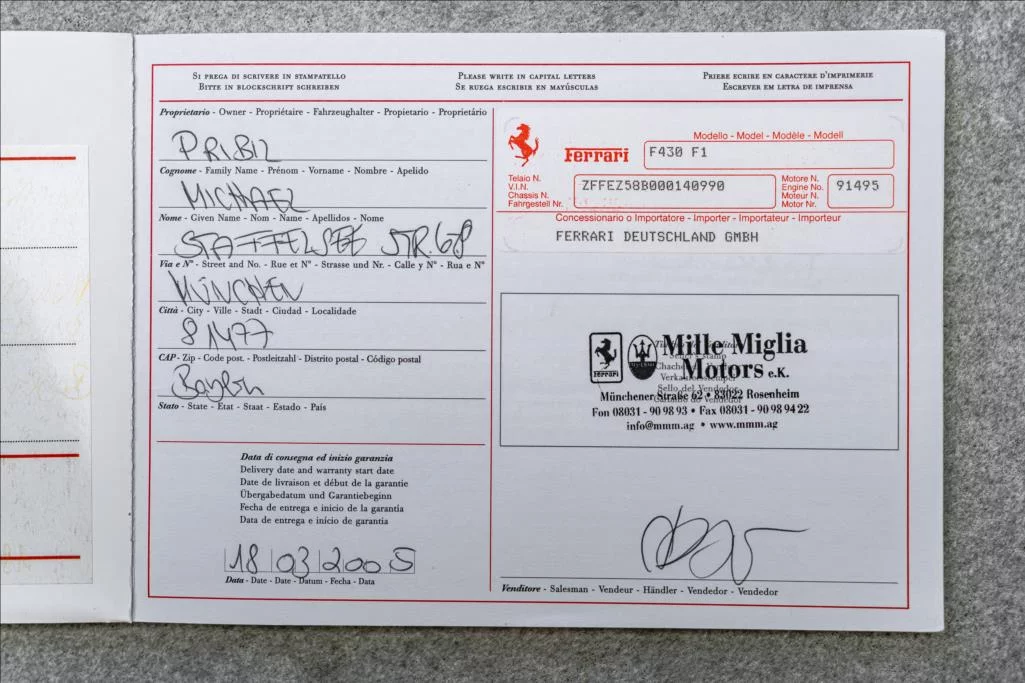 SI PREGA DI SCRIVERE IN STAMPATELLO
BITTE IN BLOCKSCHRIFT SCHREIBEN
PLEASE WRITE IN CAPITAL LETTERS
SE RUEGA ESCRIBIR EN MAYÚSCULAS
PRIERE ECRIRE EN CARACTERE D'IMPRIMERIE
ESCREVER EM LETRA DE IMPRENSA
Proprietario - Owner - Propriétaire - Fahrzeughalter - Propietario - Proprietário
PRIBIL
Cognome - Family Name - Prénom - Vorname - Nombre - Apelido
MICHAEL
Nome - Given Name - Nom - Name - Apellidos - Nome
STAFFELSEE STR. 68
Via e N° - Street and No. - Rue et N° - Strasse und Nr. - Calle y N° - Rua e N°
MÜNCHEN
Città - City - Ville - Stadt - Ciudad - Localidade
81477
CAP - Zip - Code post. - Postleitzahl - Distrito postal - Código postal
Bayern
Stato - State - Etat - Staat - Estado - País
Data di consegna ed inizio garanzia
Delivery date and warranty start date
Date de livraison et début de la garantie
Übergabedatum und Garantiebeginn
Fecha de entrega e inicio de la garantía
Data de entrega e início de garantia
18 03 2005
Data - Date - Date - Datum - Fecha - Data
Modello - Model - Modèle - Modell
Ferrari F430 F1
Telaio N.
V.I.N.
Chassis N.
Fahrgestell Nr.
ZFFEZ58B000140990
Motore N.
Engine No.
Moteur N.
Motor Nr.
91495
Concessionario o Importatore - Importer - Importateur - Importeur
FERRARI DEUTSCHLAND GMBH
Ferrari
Mille Miglia
Motors e.K.
Verkaufsstempel
Sello del Vendedor
Münchener Straße 62 • 83022 Rosenheim
Fon 08031 - 90 98 93 • Fax 08031 - 90 98 94 22
info@mmm.ag • www.mmm.ag
Venditore - Salesman - Vendeur - Händler - Vendedor - Vendedor